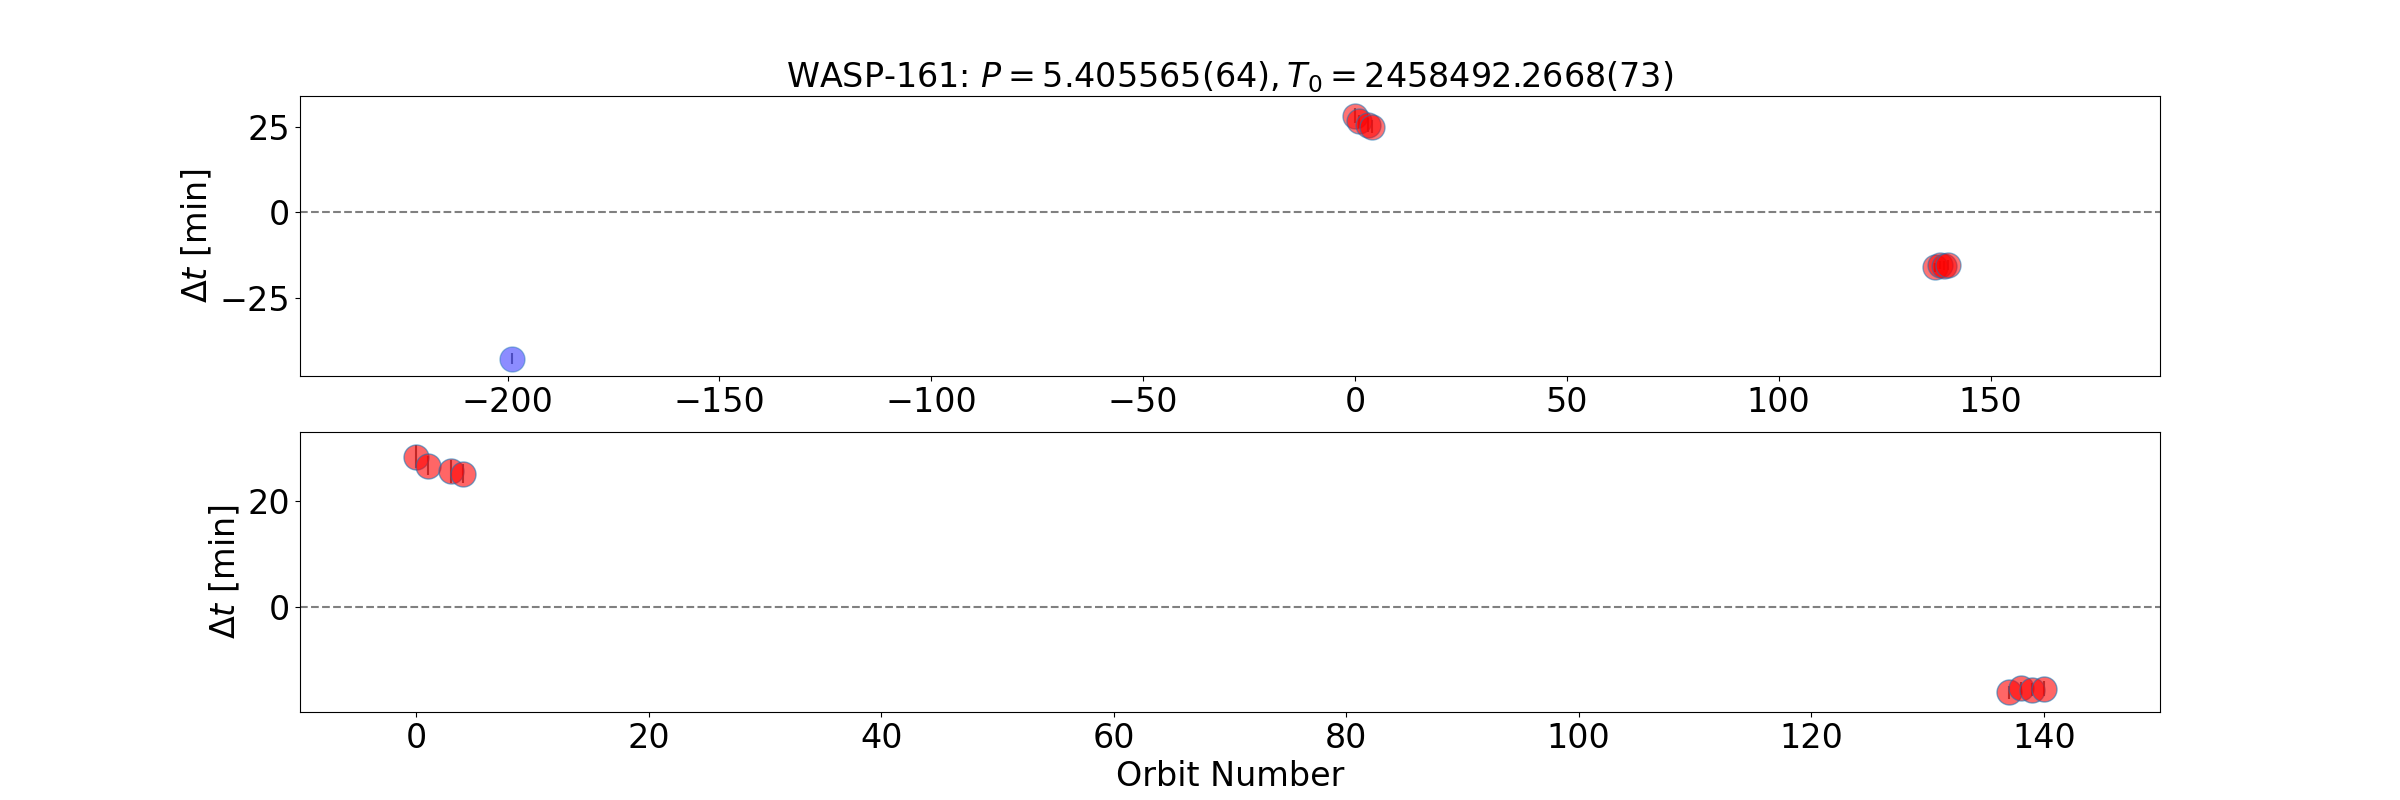 WASP-161: P = 5.405565(64), T₀ = 2458492.2668(73)
Δt [min]
25
0
−25
−200 −150 −100 −50 0 50 100 150
Δt [min]
20
0
0 20 40 60 80 100 120 140
Orbit Number